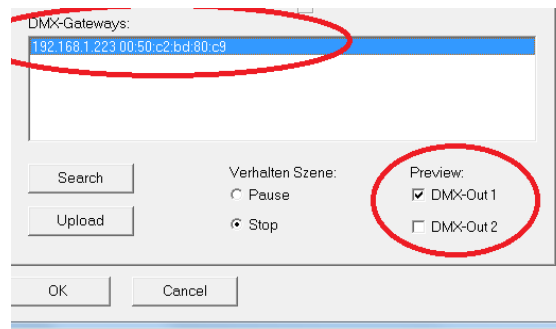 DMX-Gateways:
192.168.1.223 00:50:c2:bd:80:c9
Search
Verhalten Szene:
Preview:
Pause
DMX-Out 1
Upload
Stop
DMX-Out 2
OK
Cancel